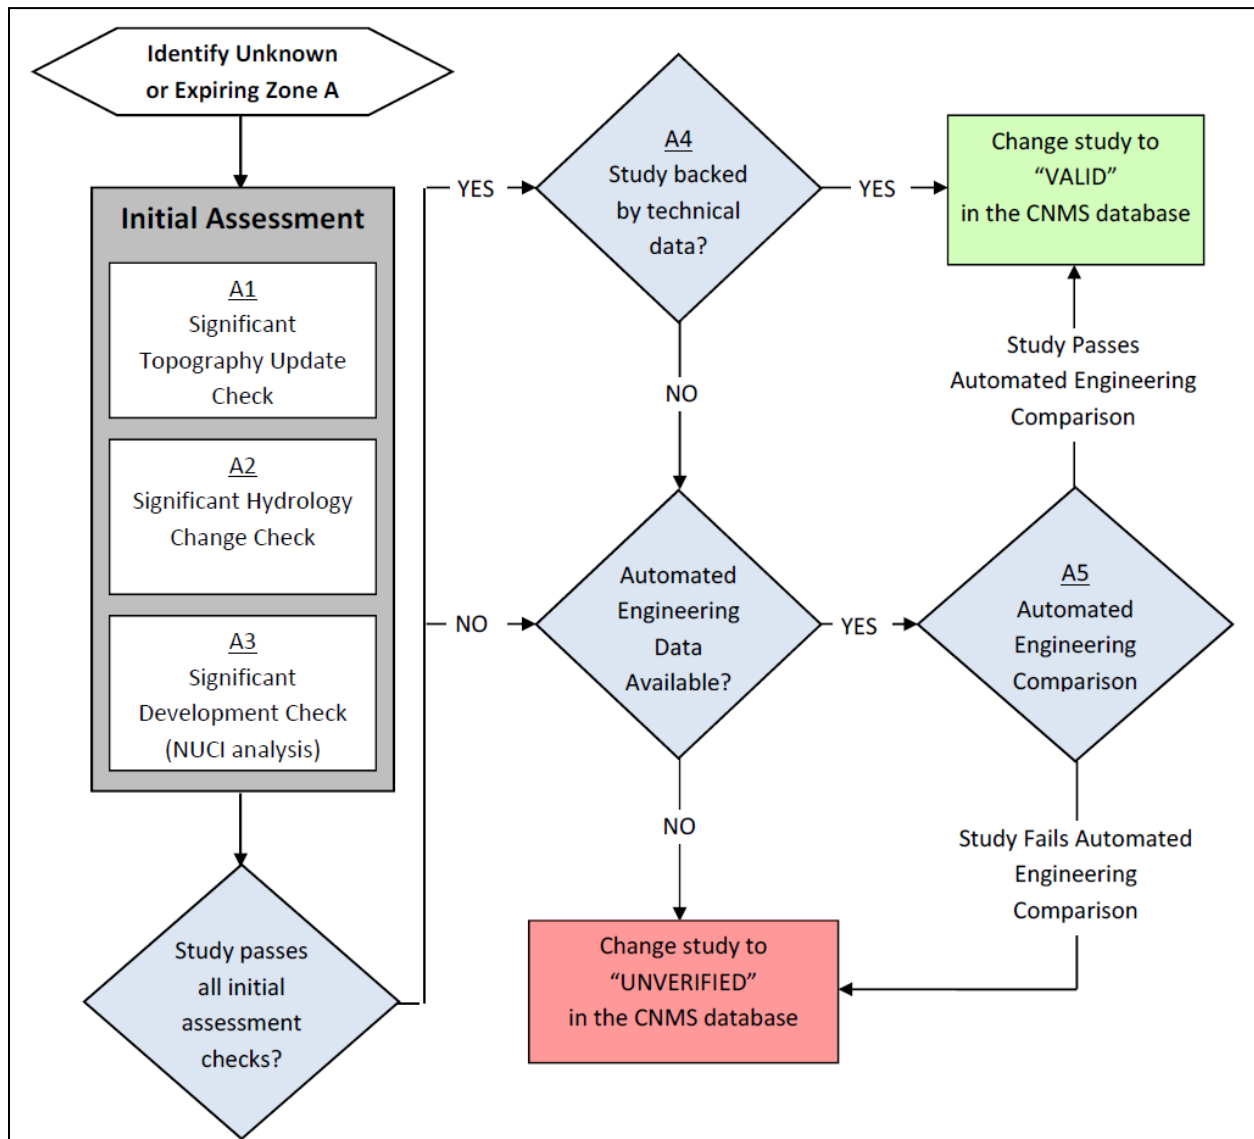 Identify Unknown
or Expiring Zone A
Initial Assessment
A1
Significant
Topography Update
Check
A2
Significant Hydrology
Change Check
A3
Significant
Development Check
(NUCI analysis)
Study passes
all initial
assessment
checks?
YES
A4
Study backed
by technical
data?
YES
Change study to
“VALID”
in the CNMS database
NO
NO
Automated
Engineering
Data
Available?
YES
A5
Automated
Engineering
Comparison
Study Passes
Automated Engineering
Comparison
NO
Study Fails Automated
Engineering
Comparison
Change study to
“UNVERIFIED”
in the CNMS database